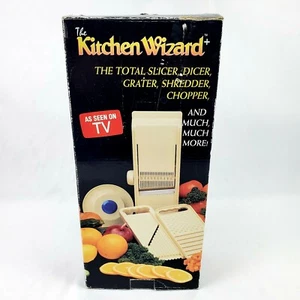 The
Kitchen Wizard+
THE TOTAL SLICER, DICER,
GRATER, SHREDDER,
CHOPPER,
AND
MUCH,
MUCH
MORE!
AS SEEN ON
TV